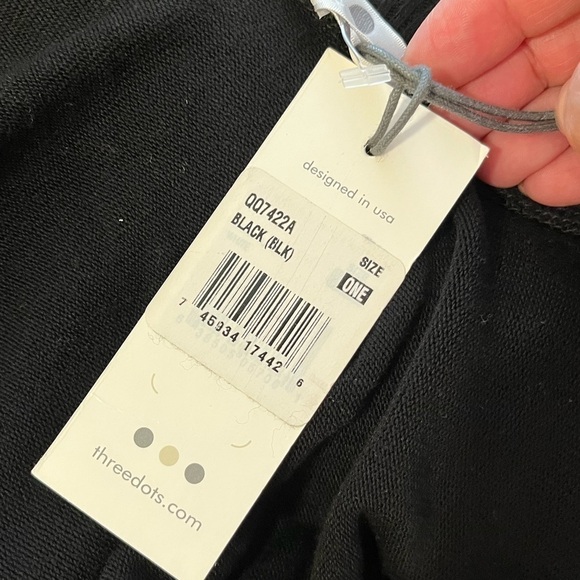 designed in usa
QQ7422A
BLACK (BLK)
SIZE
ONE
7 45934 17442 6
threedots.com